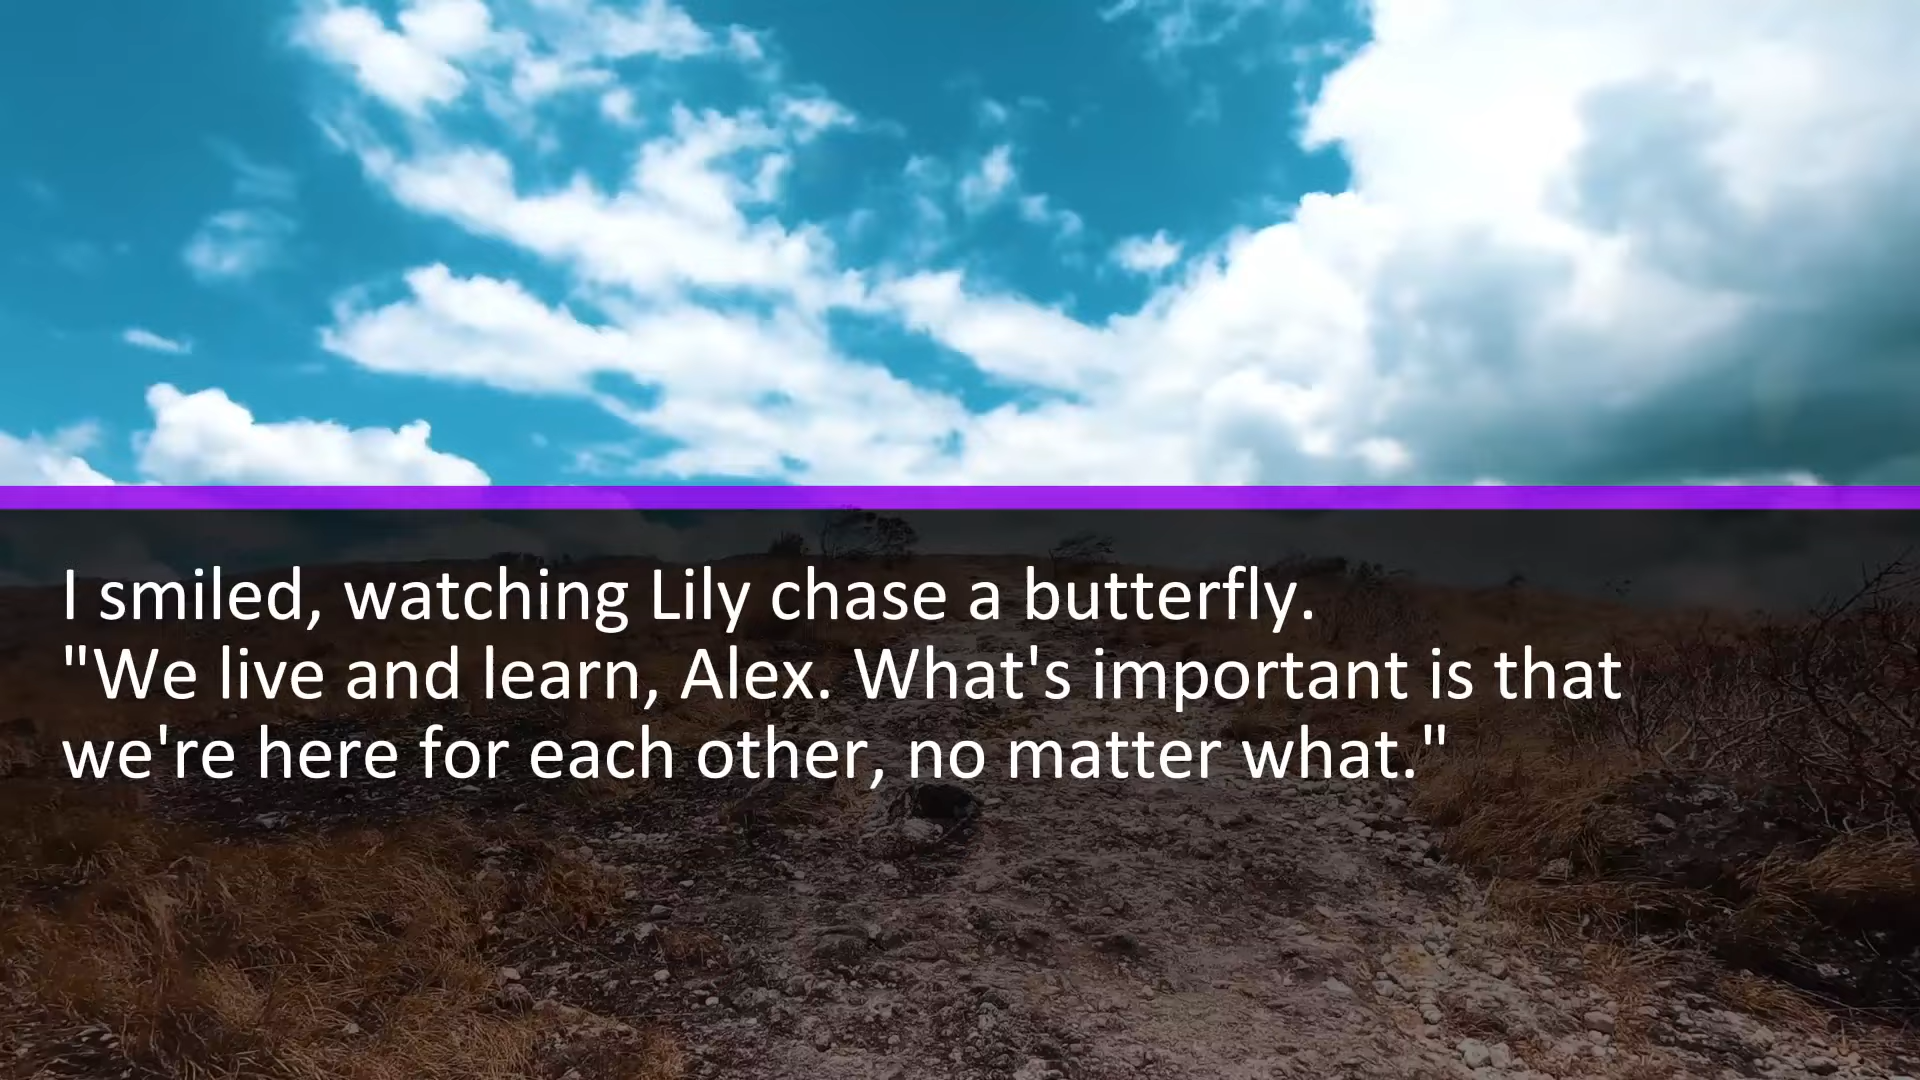 I smiled, watching Lily chase a butterfly.
"We live and learn, Alex. What's important is that
we're here for each other, no matter what."